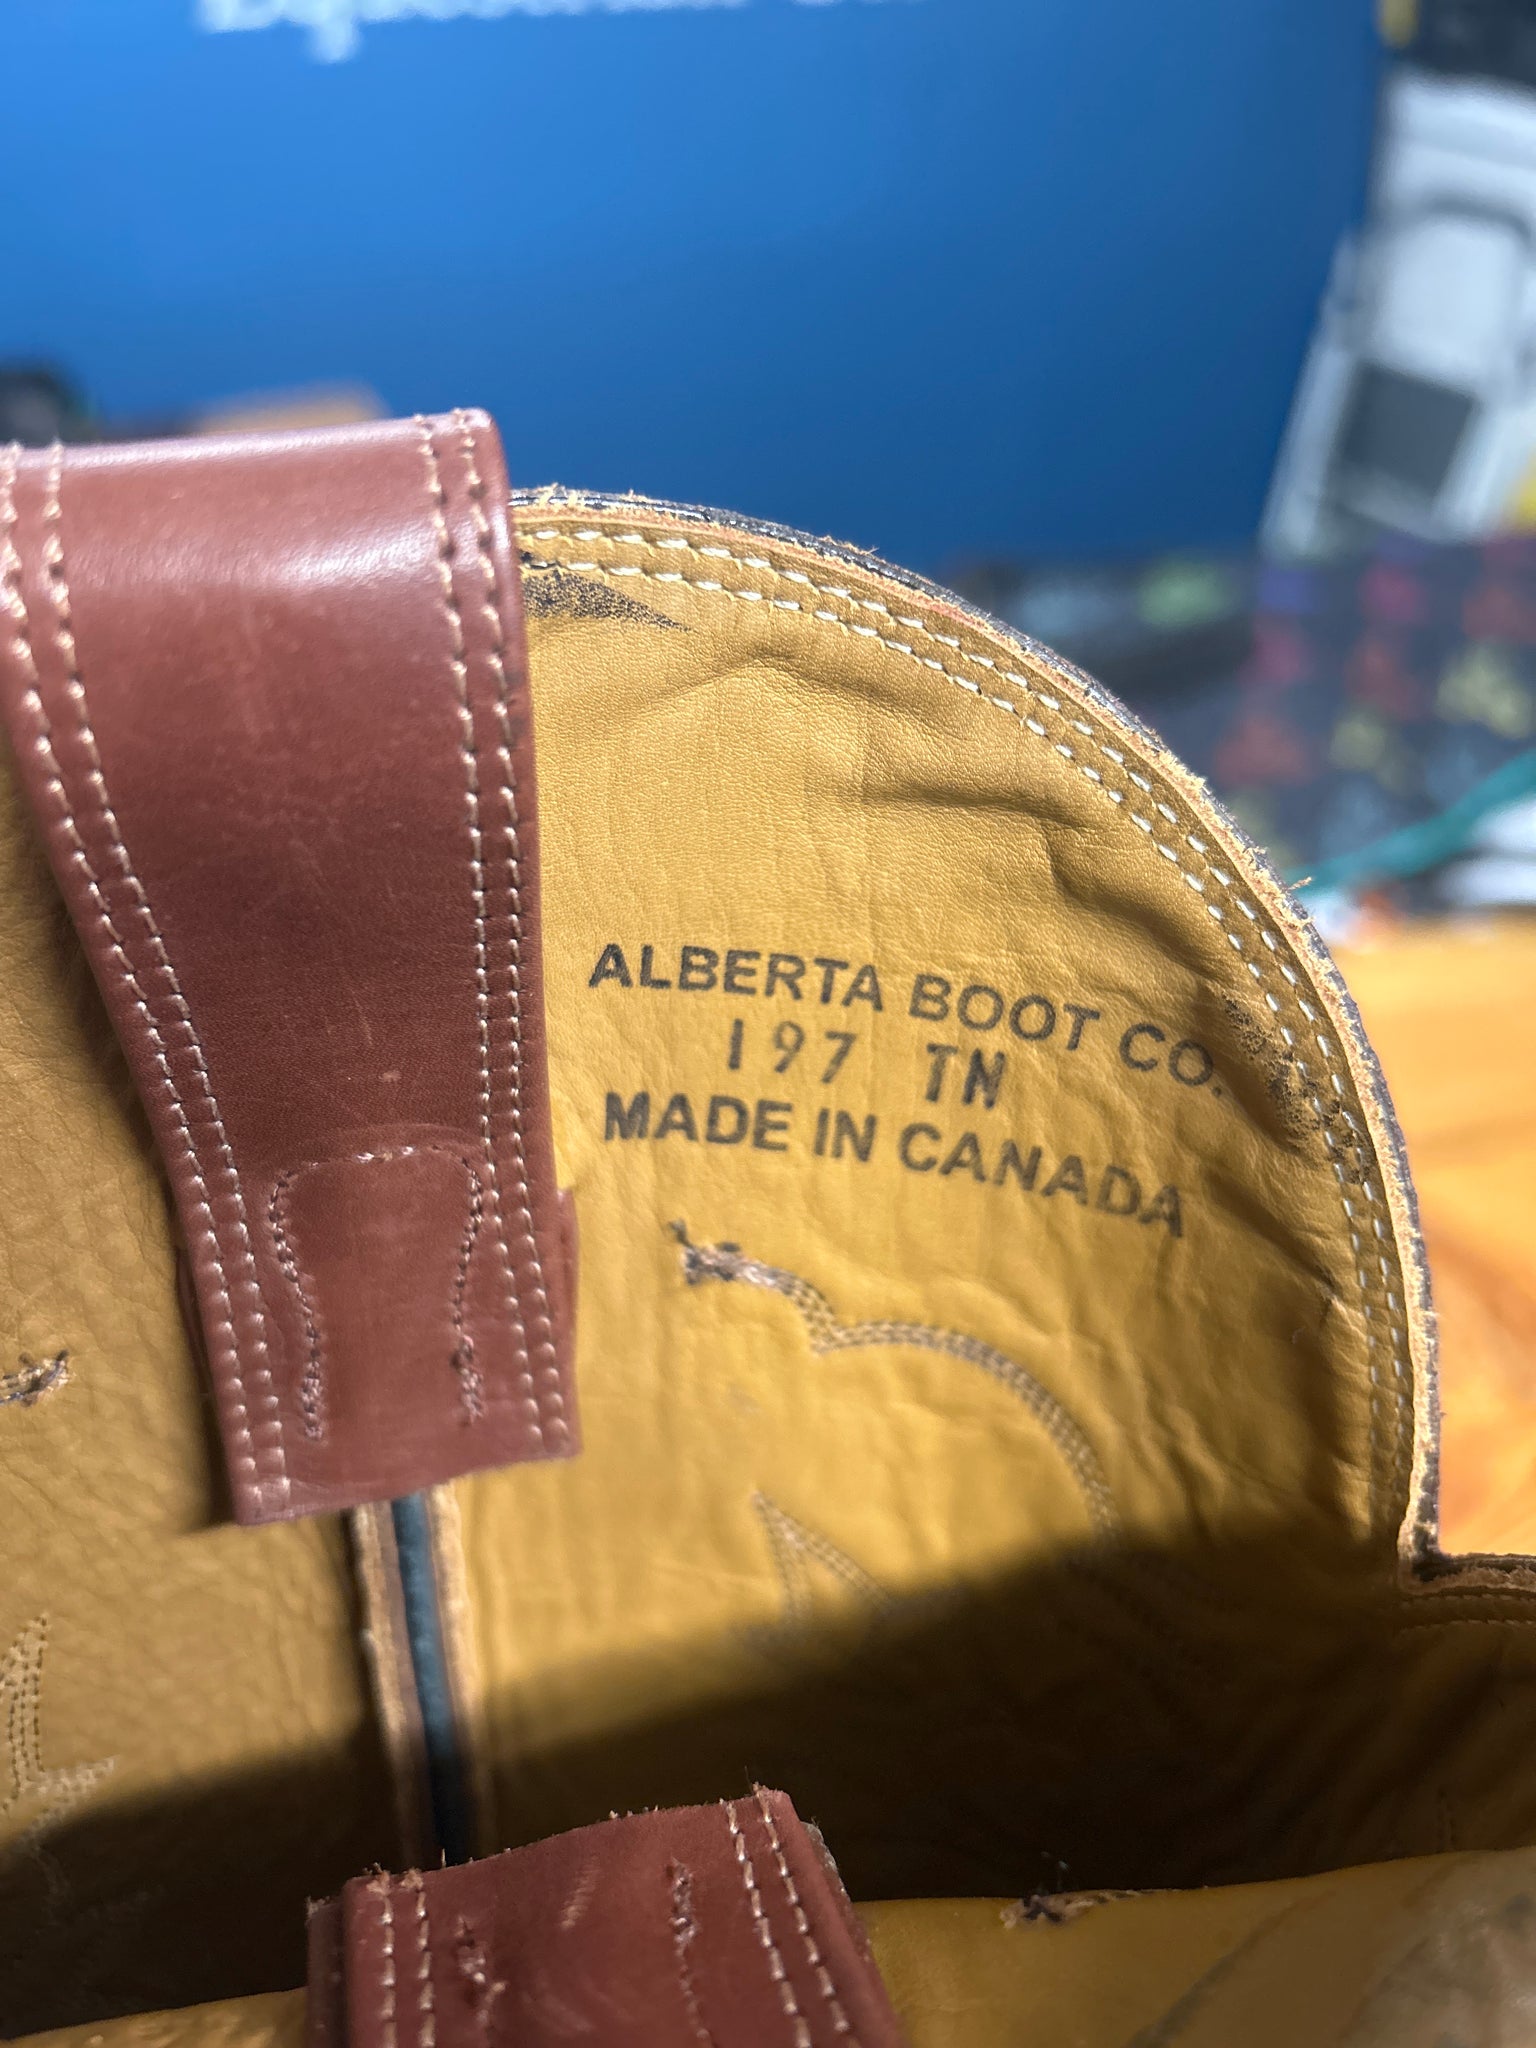 ALBERTA BOOT CO.
197 TN
MADE IN CANADA